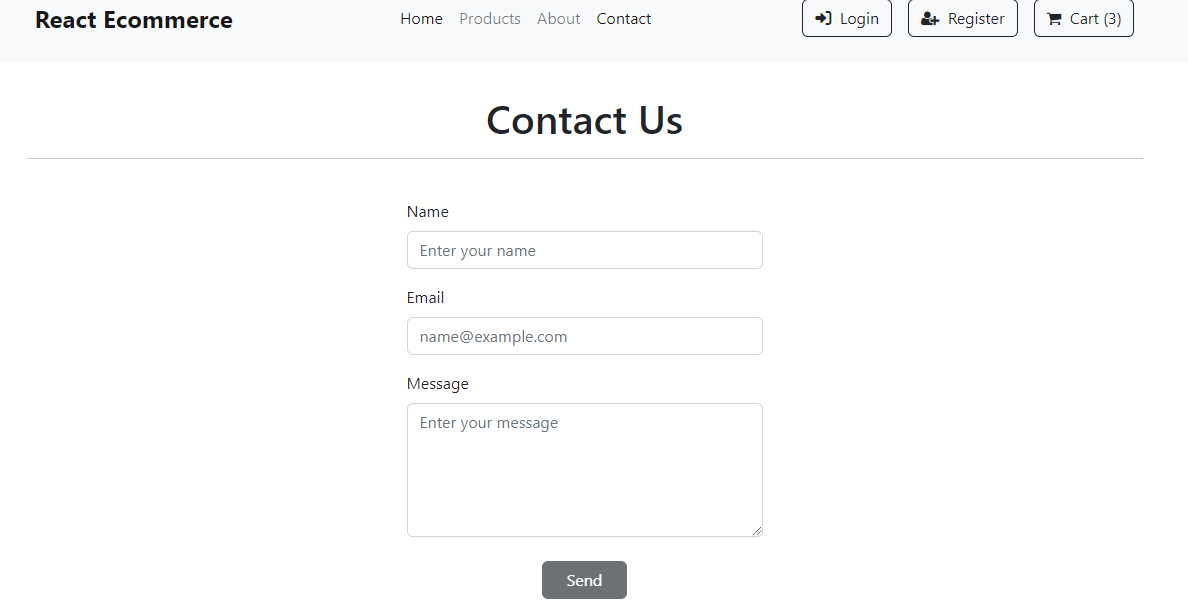 React Ecommerce Home Products About Contact Login Register Cart (3)
Contact Us
Name
Enter your name
Email
name@example.com
Message
Enter your message
Send